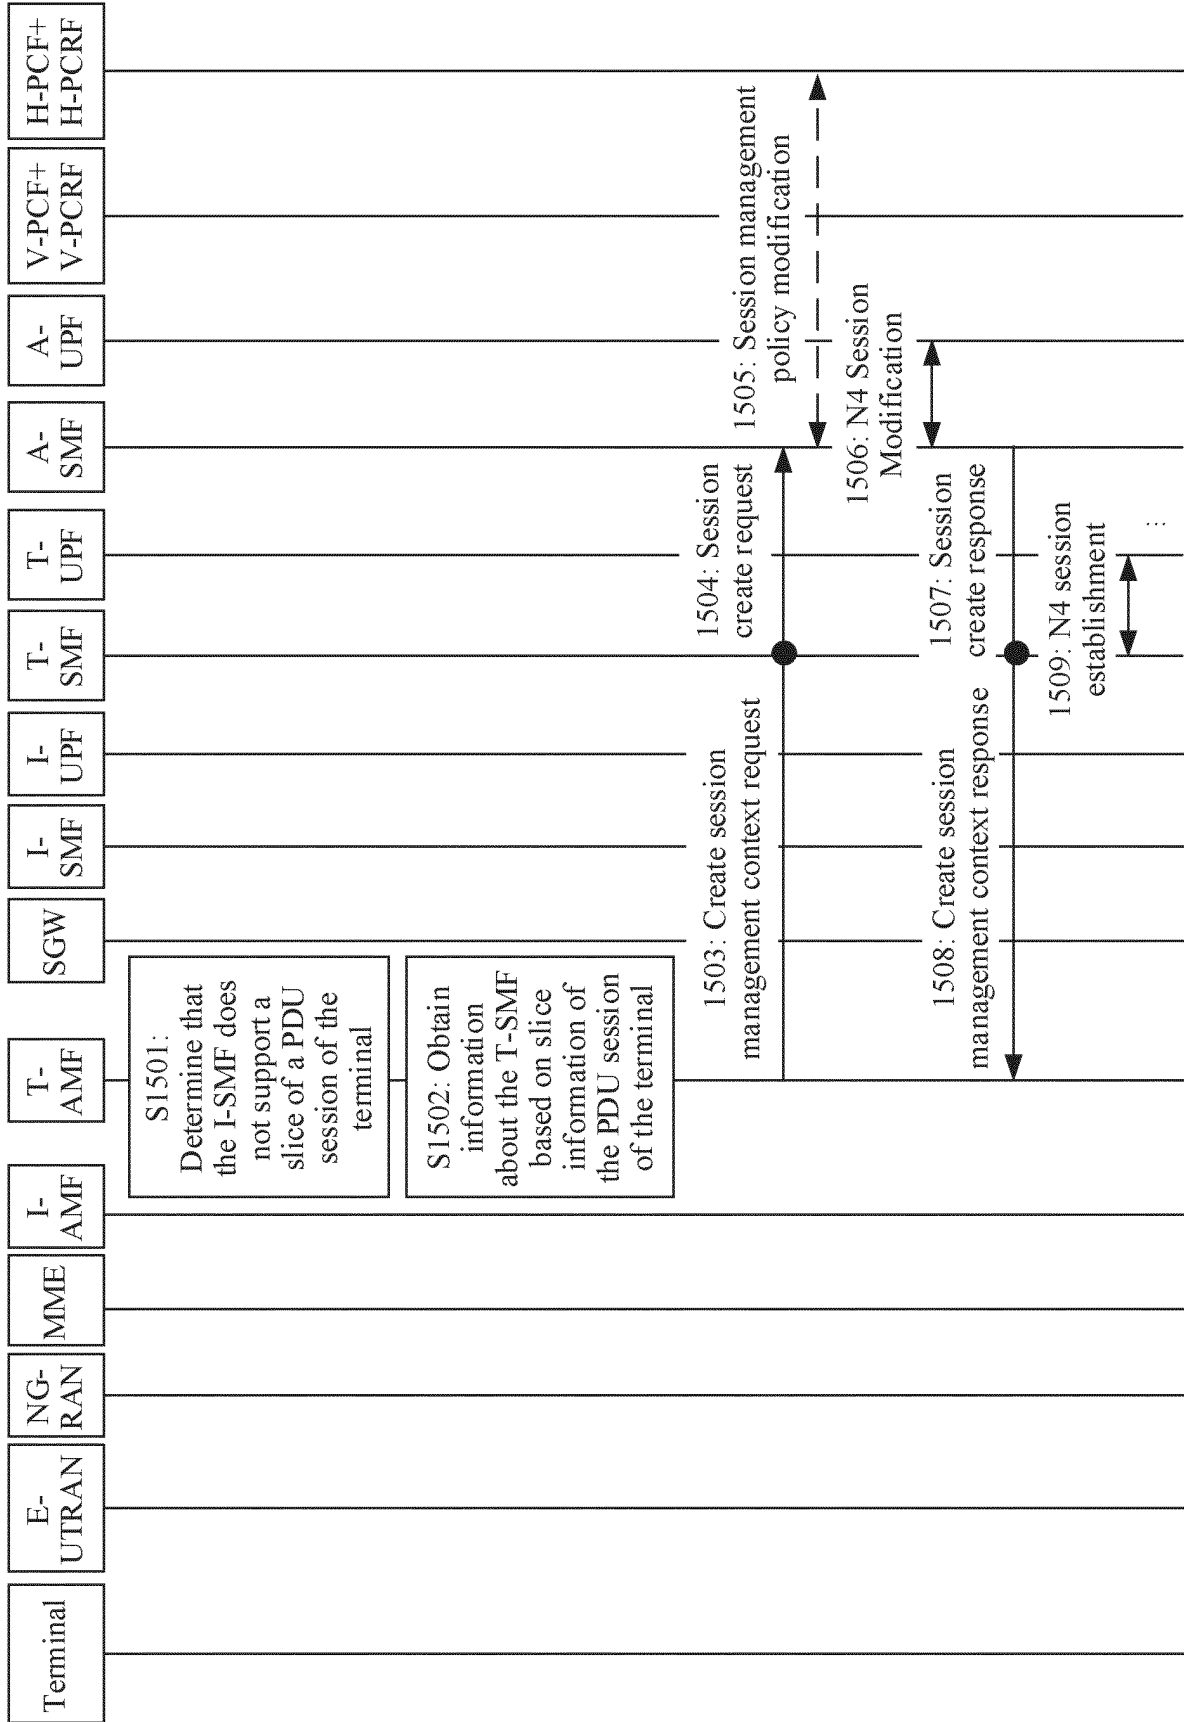 Terminal
E-
UTRAN
NG-
RAN
MME
I-
AMF
T-
AMF
SGW
I-
SMF
I-
UPF
T-
SMF
T-
UPF
A-
SMF
A-
UPF
V-PCF+
V-PCRF
H-PCF+
H-PCRF
S1501:
Determine that
the I-SMF does
not support a
slice of a PDU
session of the
terminal
S1502: Obtain
information
about the T-SMF
based on slice
information of
the PDU session
of the terminal
1503: Create session
management context request
1504: Session
create request
1505: Session management
policy modification
1506: N4 Session
Modification
1507: Session
create response
1508: Create session
management context response
1509: N4 session
establishment
...